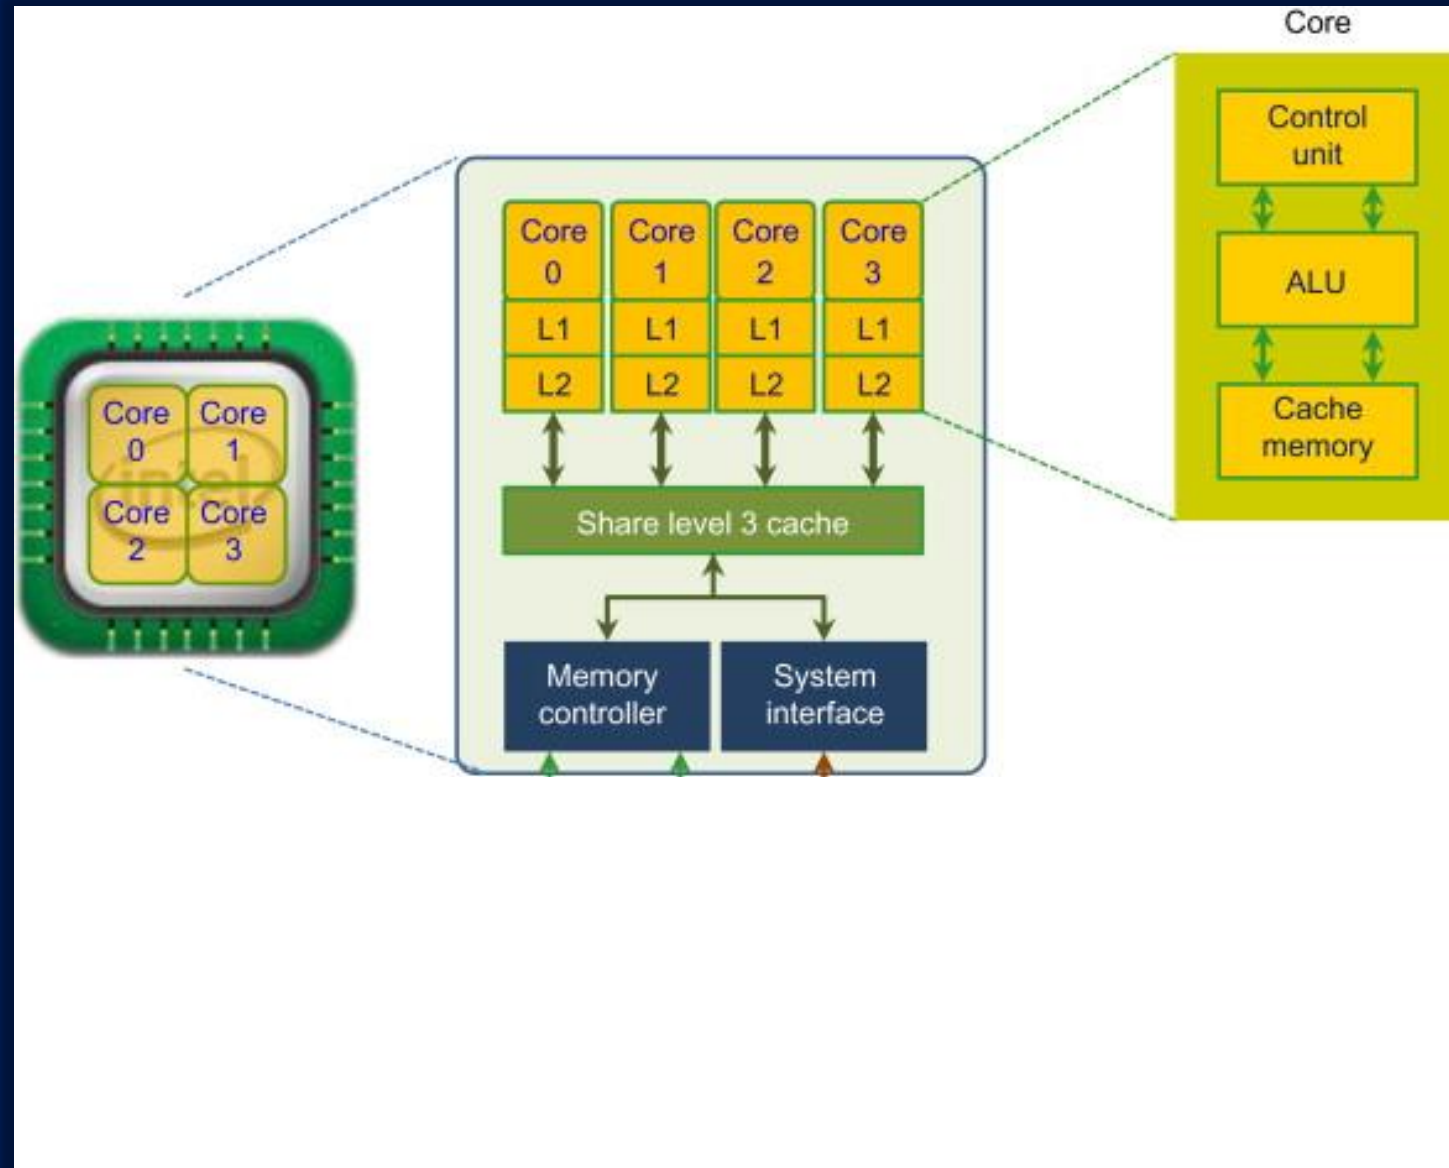 Core
Control
unit
ALU
Cache
memory
Core
0
Core
1
Core
2
Core
3
L1
L1
L1
L1
L2
L2
L2
L2
Share level 3 cache
Memory
controller
System
interface
Core
0
Core
1
intel
Core
2
Core
3